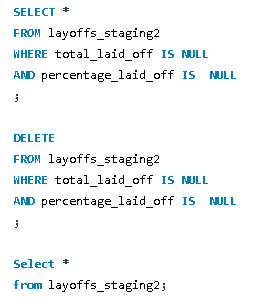 SELECT *
FROM layoffs_staging2
WHERE total_laid_off IS NULL
AND percentage_laid_off IS  NULL
;
DELETE
FROM layoffs_staging2
WHERE total_laid_off IS NULL
AND percentage_laid_off IS  NULL
;
Select *
from layoffs_staging2;